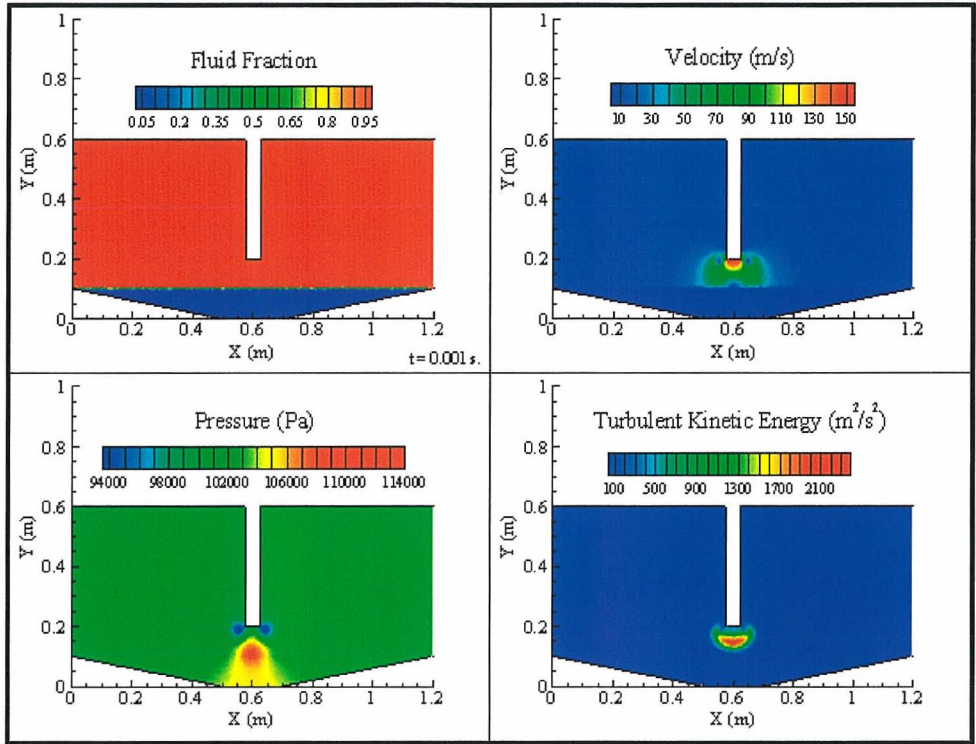 1
Fluid Fraction
0.8
0.05 0.2 0.35 0.5 0.65 0.8 0.95
0.6
Y (m)
0.4
0.2
0
0 0.2 0.4 0.6 0.8 1 1.2
X (m)
t= 0.001 s.
1
Velocity (m/s)
0.8
10 30 50 70 90 110 130 150
0.6
Y (m)
0.4
0.2
0
0 0.2 0.4 0.6 0.8 1 1.2
X (m)
1
Pressure (Pa)
0.8
94000 98000 102000 106000 110000 114000
0.6
Y (m)
0.4
0.2
0
0 0.2 0.4 0.6 0.8 1 1.2
X (m)
1
Turbulent Kinetic Energy (m²/s²)
0.8
100 500 900 1300 1700 2100
0.6
Y (m)
0.4
0.2
0
0 0.2 0.4 0.6 0.8 1 1.2
X (m)